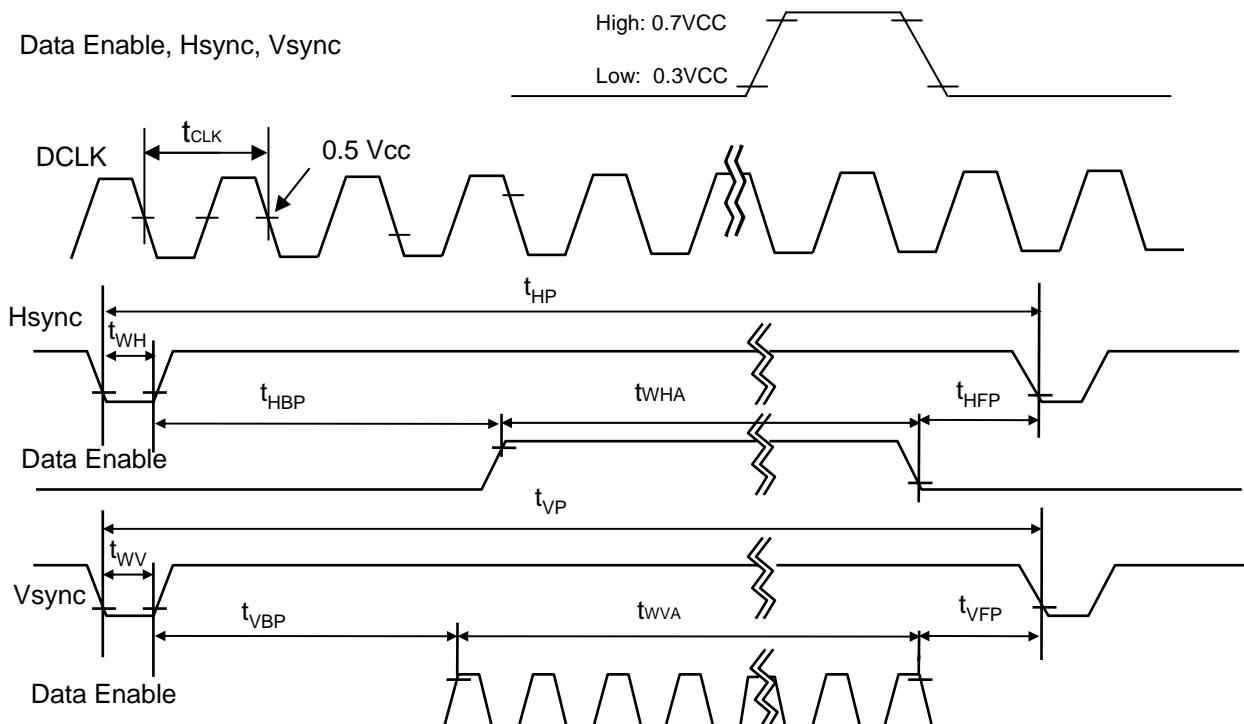 High: 0.7VCC
Data Enable, Hsync, Vsync
Low: 0.3VCC
tCLK
0.5 Vcc
DCLK
tHP
Hsync
tWH
tHBP
tWHA
tHFP
Data Enable
tVP
tWV
Vsync
tVBP
tWVA
tVFP
Data Enable